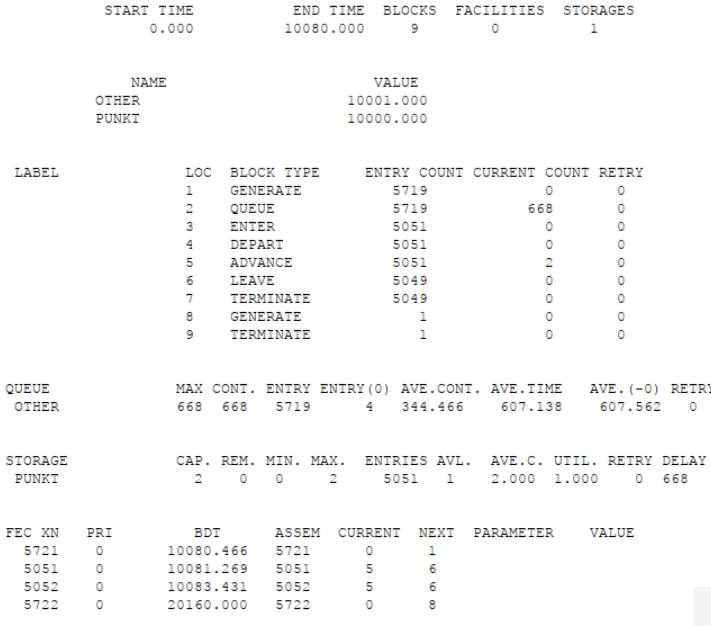 START TIME END TIME BLOCKS FACILITIES STORAGES
0.000 10080.000 9 0 1
NAME VALUE
OTHER 10001.000
PUNKT 10000.000
LABEL LOC BLOCK TYPE ENTRY COUNT CURRENT COUNT RETRY
1 GENERATE 5719 0 0
2 QUEUE 5719 668 0
3 ENTER 5051 0 0
4 DEPART 5051 0 0
5 ADVANCE 5051 2 0
6 LEAVE 5049 0 0
7 TERMINATE 5049 0 0
8 GENERATE 1 0 0
9 TERMINATE 1 0 0
QUEUE MAX CONT. ENTRY ENTRY(0) AVE.CONT. AVE.TIME AVE.(-0) RETRY
OTHER 668 668 5719 4 344.466 607.138 607.562 0
STORAGE CAP. REM. MIN. MAX. ENTRIES AVL. AVE.C. UTIL. RETRY DELAY
PUNKT 2 0 0 2 5051 1 2.000 1.000 0 668
FEC XN PRI BDT ASSEM CURRENT NEXT PARAMETER VALUE
5721 0 10080.466 5721 0 1
5051 0 10081.269 5051 5 6
5052 0 10083.431 5052 5 6
5722 0 20160.000 5722 0 8